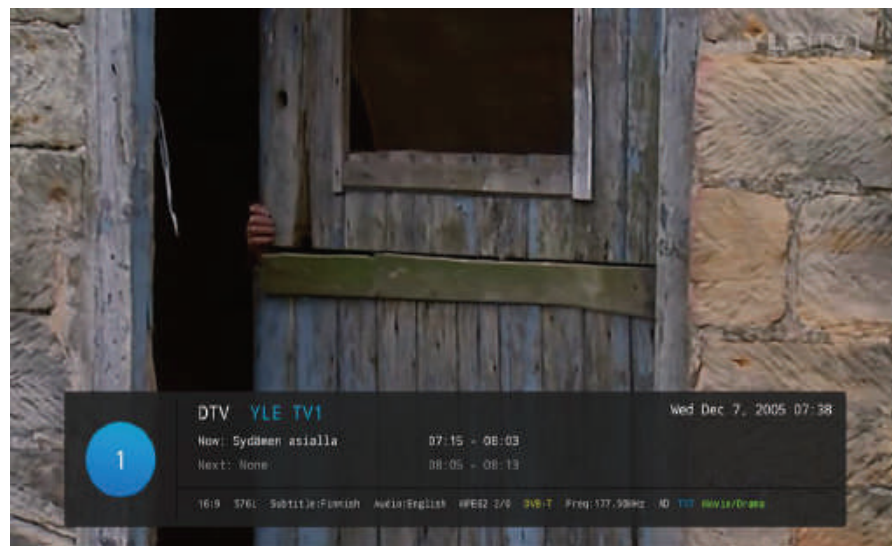 YLE TV1
DTV YLE TV1
Wed Dec 7, 2005 07:38
1
Now: Sydämen asialla 07:15 - 08:03
Next: None 08:05 - 08:13
16:9 576i Subtitle:Finnish Audio:English MPEG2 2/0 DVB-T Freq:177.50MHz AD TXT Movie/Drama